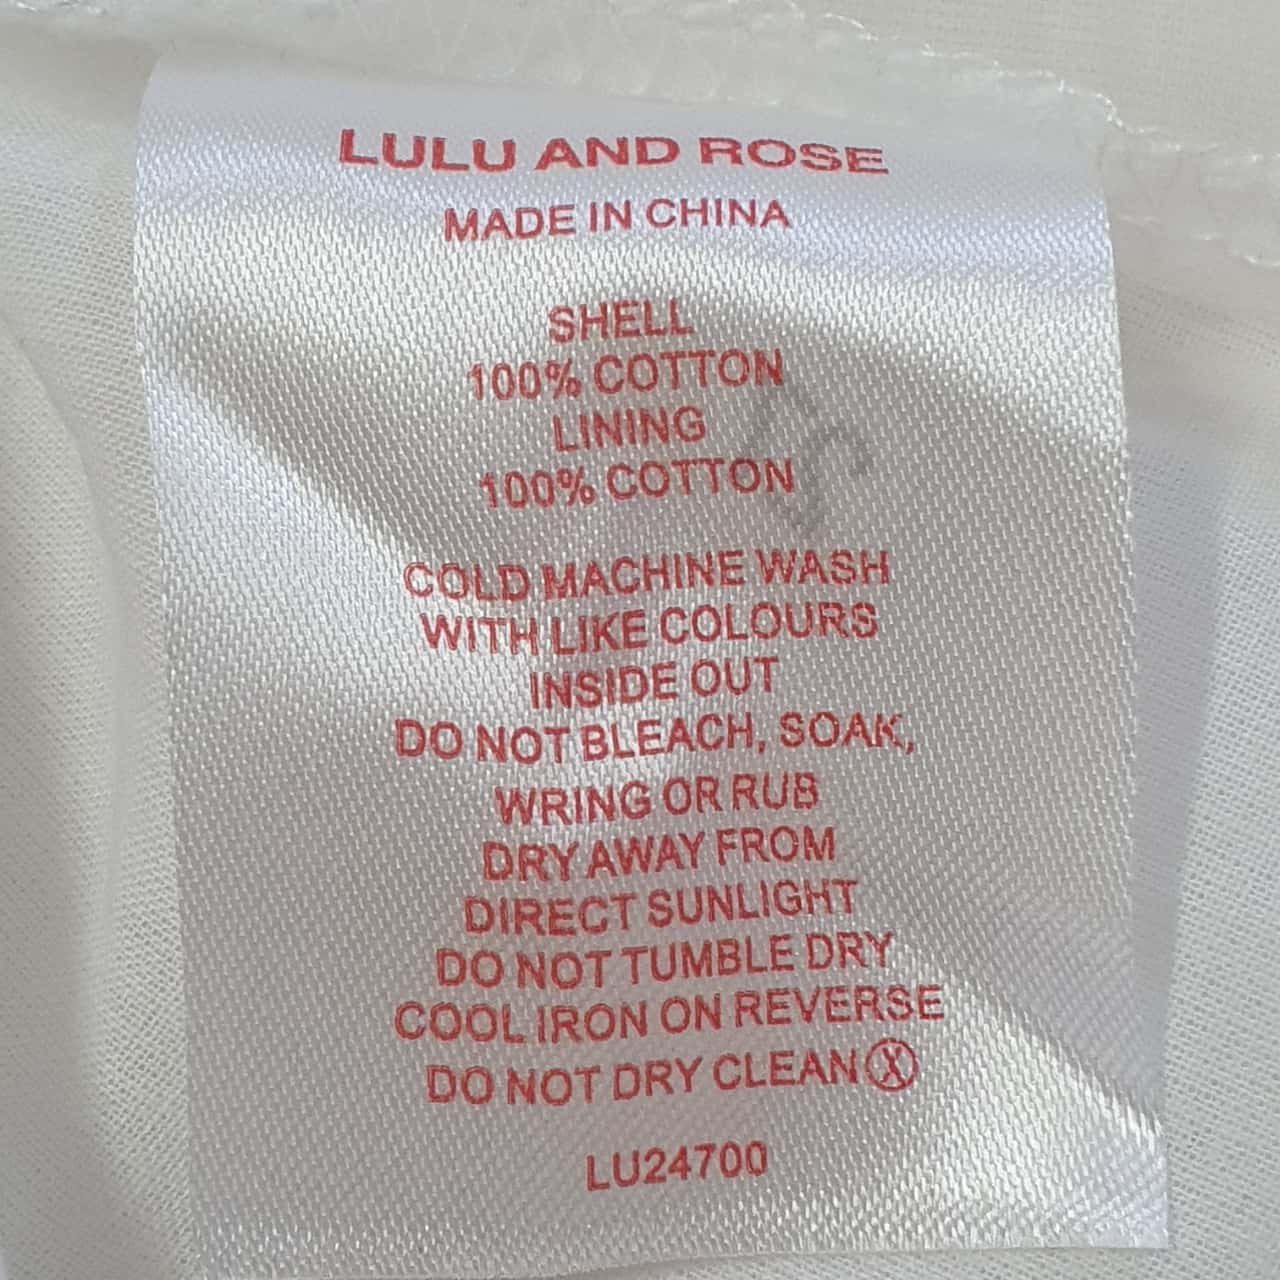 LULU AND ROSE
MADE IN CHINA
SHELL
100% COTTON
LINING
100% COTTON
COLD MACHINE WASH
WITH LIKE COLOURS
INSIDE OUT
DO NOT BLEACH, SOAK,
WRING OR RUB
DRY AWAY FROM
DIRECT SUNLIGHT
DO NOT TUMBLE DRY
COOL IRON ON REVERSE
DO NOT DRY CLEAN Ⓧ
LU24700